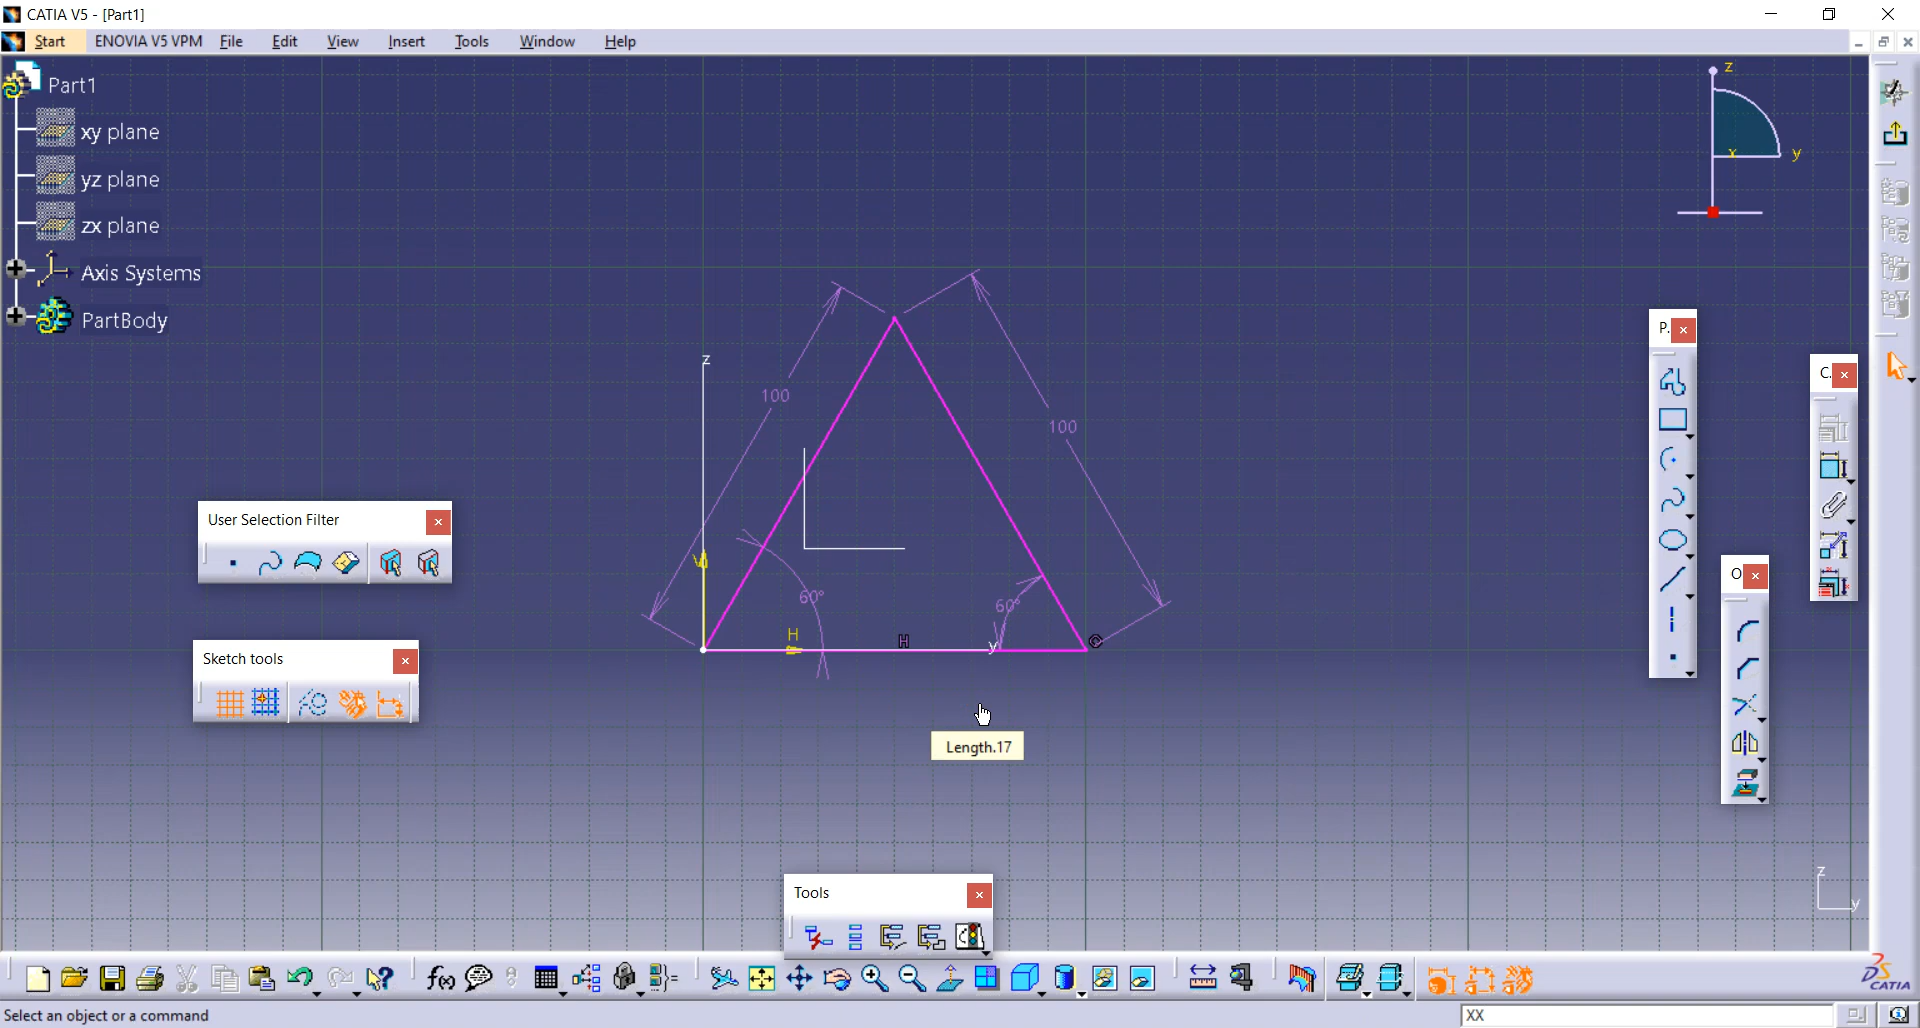 CATIA V5 - [Part1]
Start ENOVIA V5 VPM File Edit View Insert Tools Window Help
Part1
xy plane
yz plane
zx plane
Axis Systems
PartBody
z
x
y
z
100
100
60°
60°
V
H
H
y
C
Length.17
User Selection Filter
Sketch tools
P.
C.
O
Tools
z
y
f(x)
DS
CATIA
Select an object or a command
XX